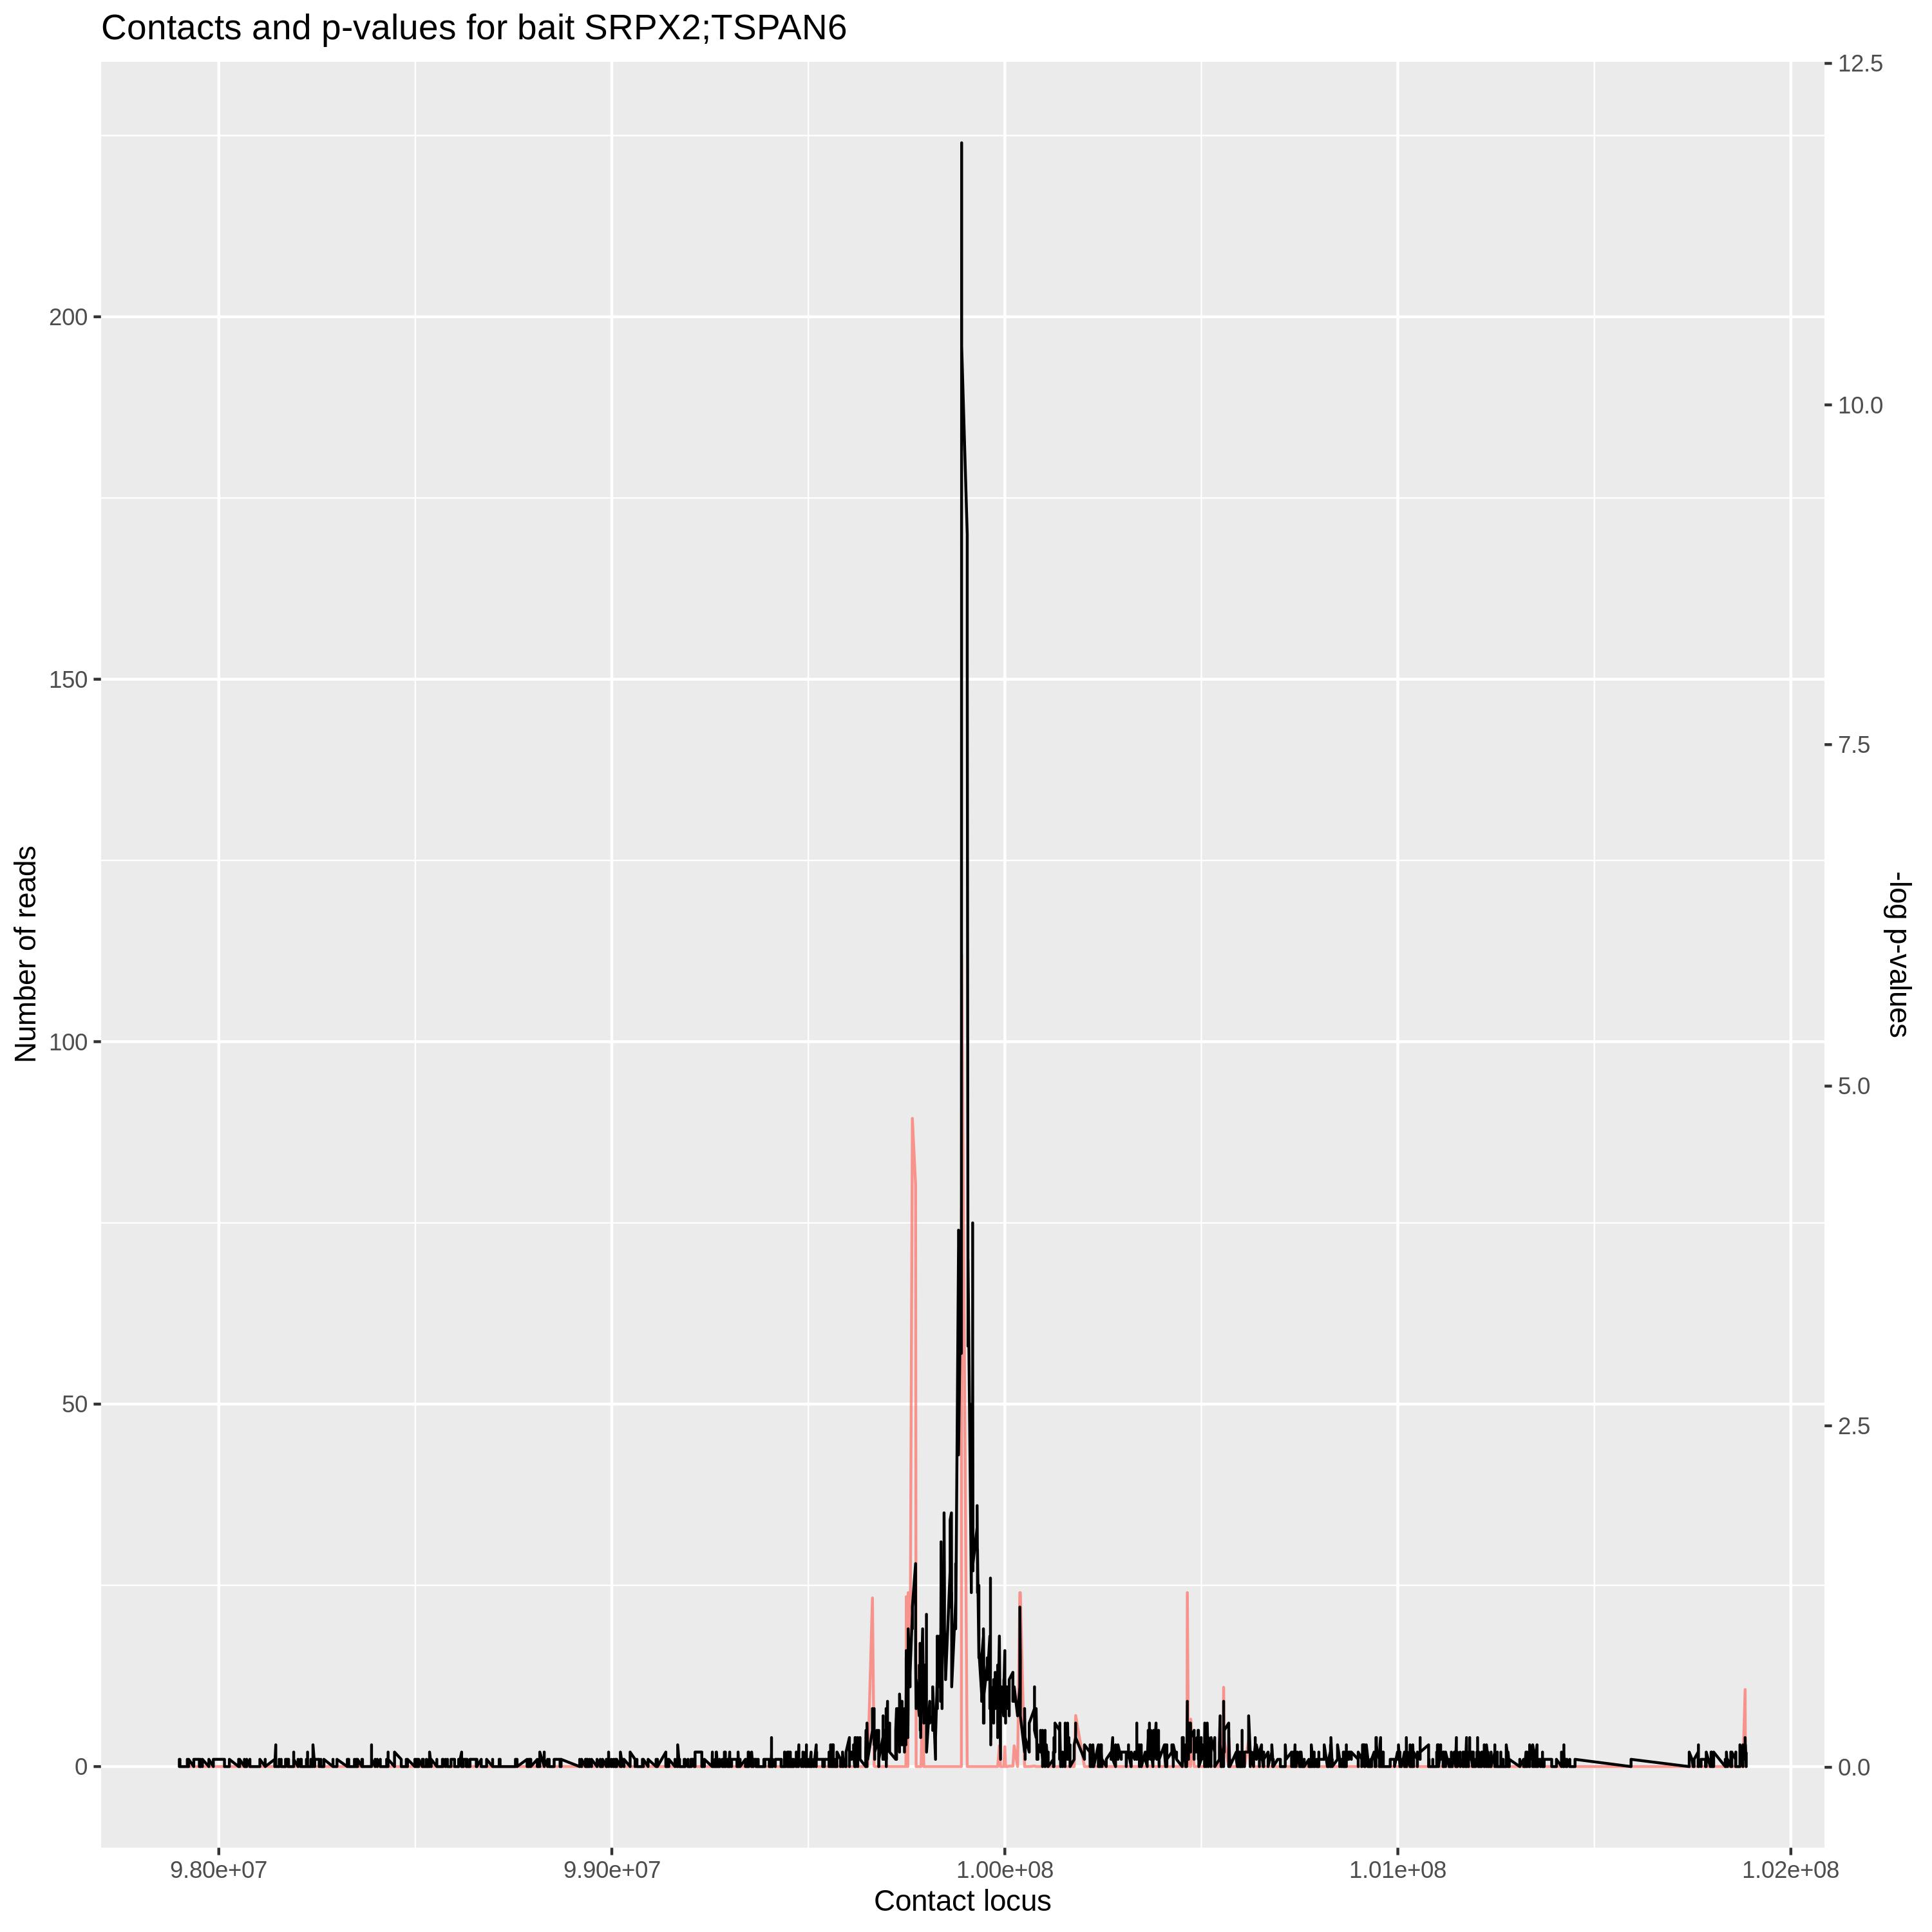 Contacts and p-values for bait SRPX2;TSPAN6
12.5
200
10.0
150
7.5
Number of reads
-log p-values
100
5.0
50
2.5
0
0.0
9.80e+07
9.90e+07
1.00e+08
1.01e+08
1.02e+08
Contact locus